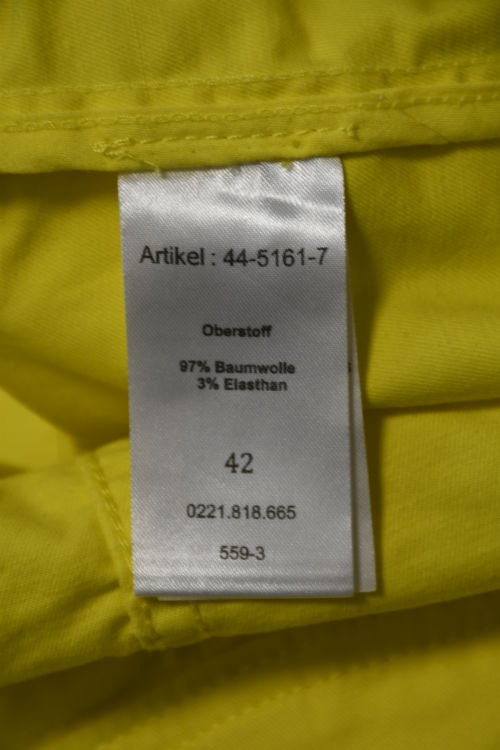 Artikel : 44-5161-7
Oberstoff
97% Baumwolle
3% Elasthan
42
0221.818.665
559-3